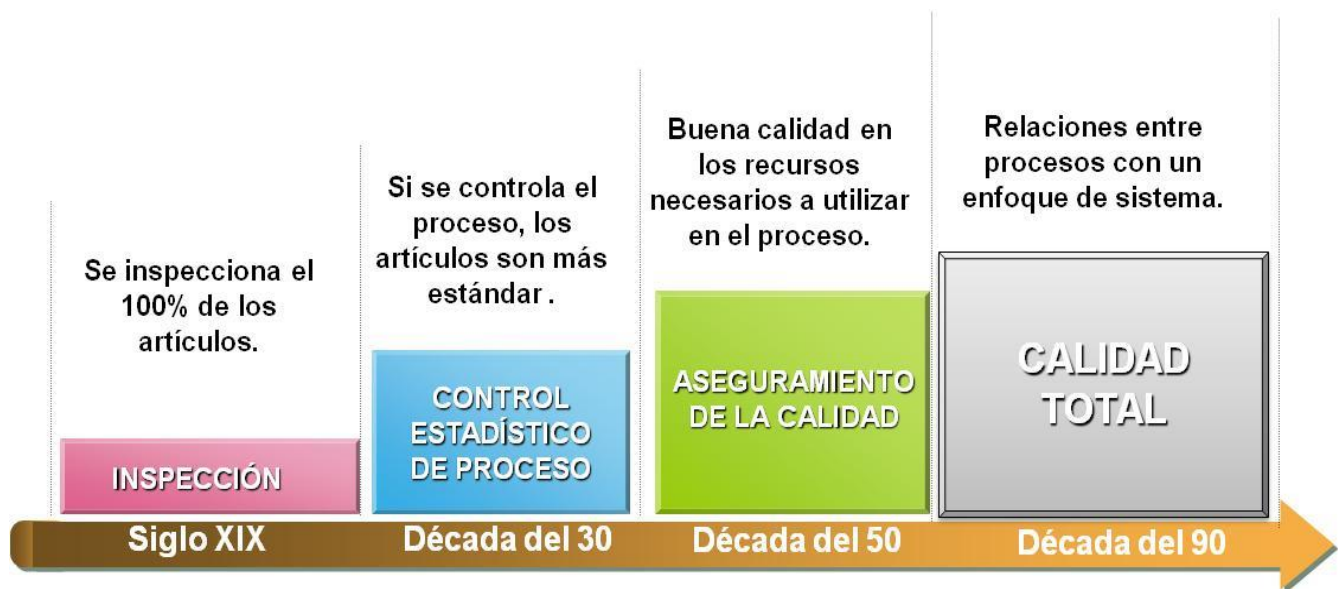 Se inspecciona el
100% de los
artículos.
INSPECCIÓN
Siglo XIX
Si se controla el
proceso, los
artículos son más
estándar .
CONTROL
ESTADÍSTICO
DE PROCESO
Década del 30
Buena calidad en
los recursos
necesarios a utilizar
en el proceso.
ASEGURAMIENTO
DE LA CALIDAD
Década del 50
Relaciones entre
procesos con un
enfoque de sistema.
CALIDAD
TOTAL
Década del 90